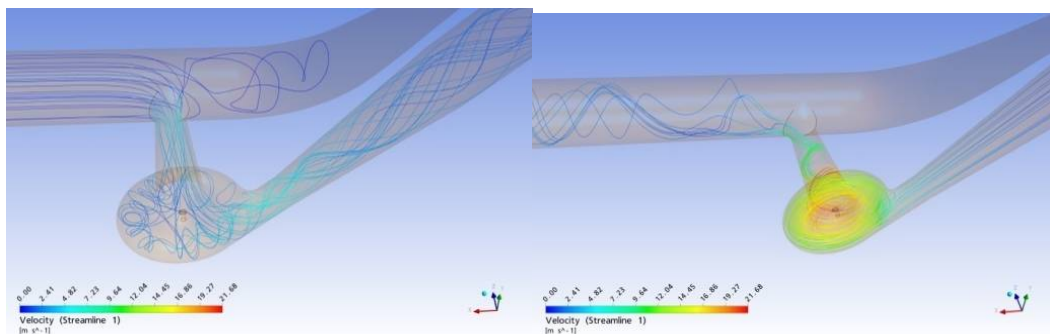 0.00 2.41 4.82 7.23 9.64 12.04 14.45 16.86 19.27 21.68
Velocity (Streamline 1)
[m s^-1]
0.00 2.41 4.82 7.23 9.64 12.04 14.45 16.86 19.27 21.68
Velocity (Streamline 1)
[m s^-1]